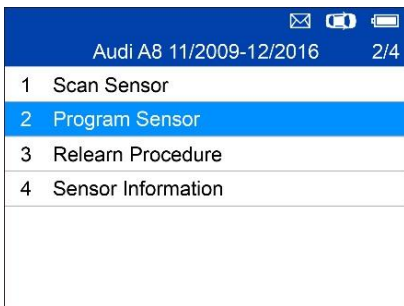 Audi A8 11/2009-12/2016 2/4
1 Scan Sensor
2 Program Sensor
3 Relearn Procedure
4 Sensor Information